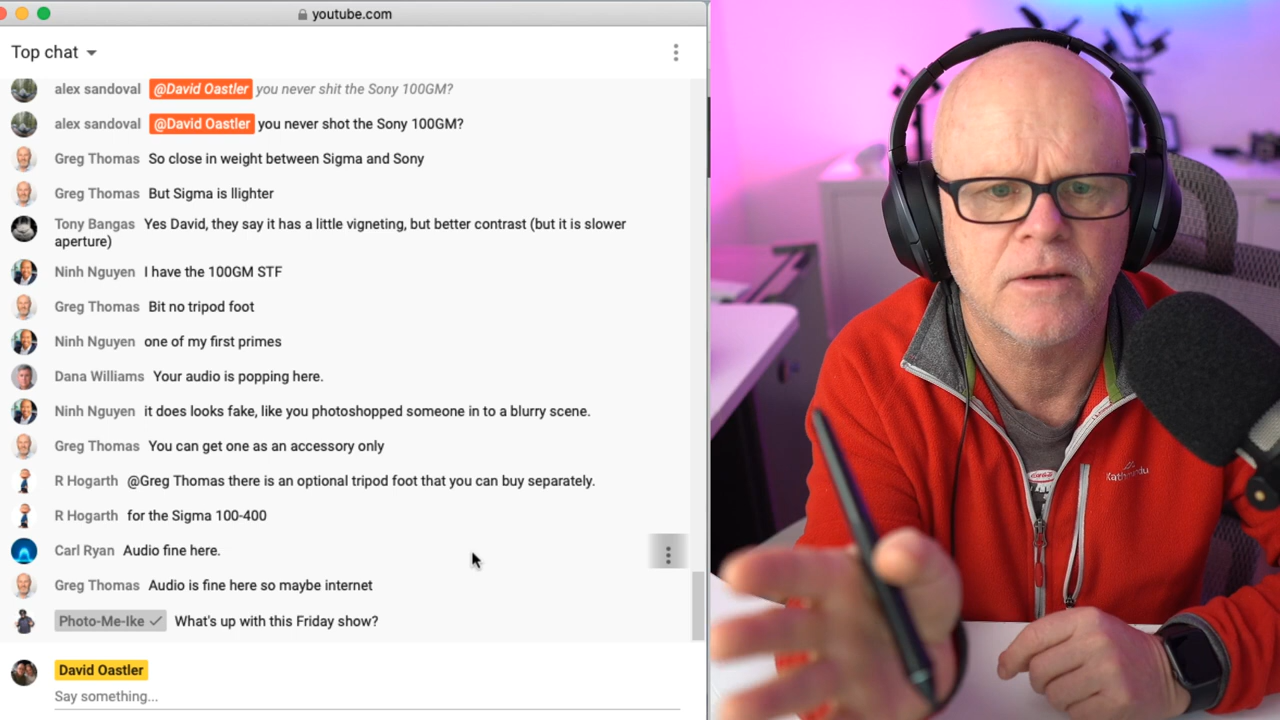 youtube.com
Top chat
alex sandoval @David Oastler you never shit the Sony 100GM?
alex sandoval @David Oastler you never shot the Sony 100GM?
Greg Thomas So close in weight between Sigma and Sony
Greg Thomas But Sigma is llighter
Tony Bangas Yes David, they say it has a little vigneting, but better contrast (but it is slower
aperture)
Ninh Nguyen I have the 100GM STF
Greg Thomas Bit no tripod foot
Ninh Nguyen one of my first primes
Dana Williams Your audio is popping here.
Ninh Nguyen it does looks fake, like you photoshopped someone in to a blurry scene.
Greg Thomas You can get one as an accessory only
R Hogarth @Greg Thomas there is an optional tripod foot that you can buy separately.
R Hogarth for the Sigma 100-400
Carl Ryan Audio fine here.
Greg Thomas Audio is fine here so maybe internet
Photo-Me-Ike What's up with this Friday show?
David Oastler
Say something...
Kathmandu